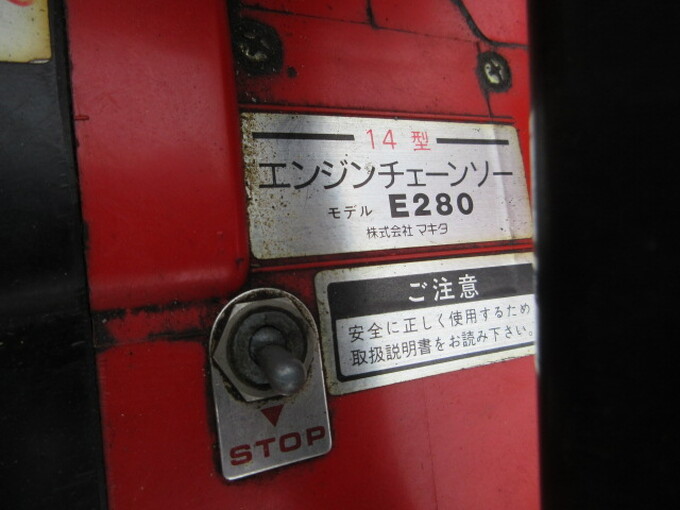 14 型
エンジンチェーンソー
モデル E280
株式会社 マキタ
ご注意
安全に正しく使用するため
取扱説明書をお読み下さい。
STOP